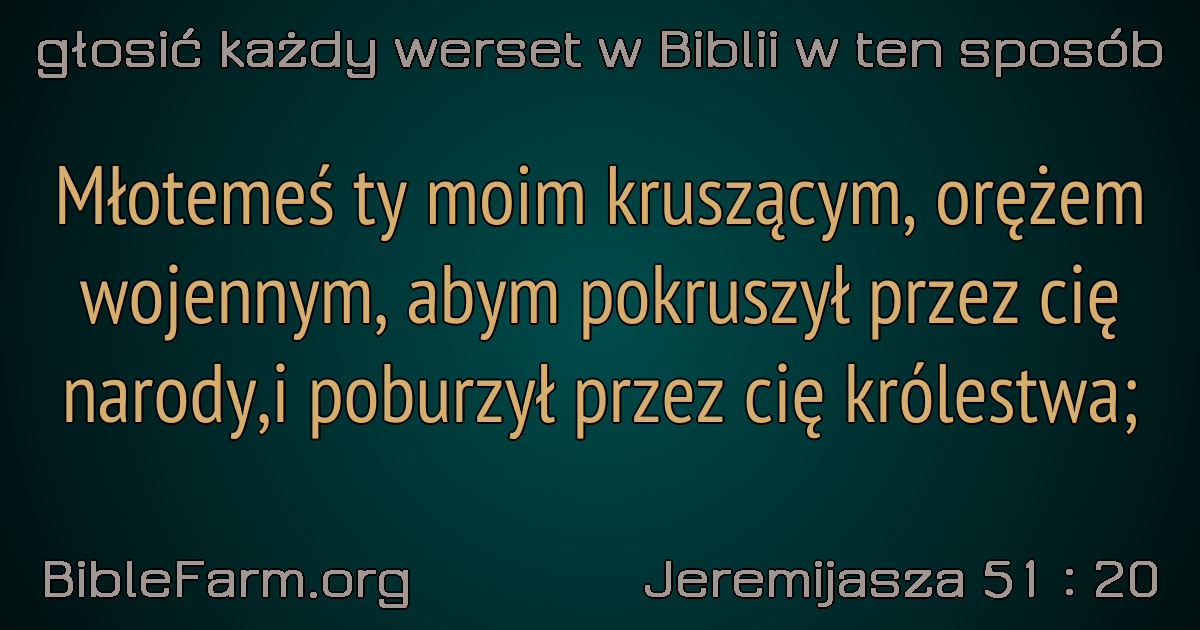 głosić każdy werset w Biblii w ten sposób
Młotemeś ty moim kruszącym, orężem
wojennym, abym pokruszył przez cię
narody,i poburzył przez cię królestwa;
BibleFarm.org
Jeremijasza 51 : 20